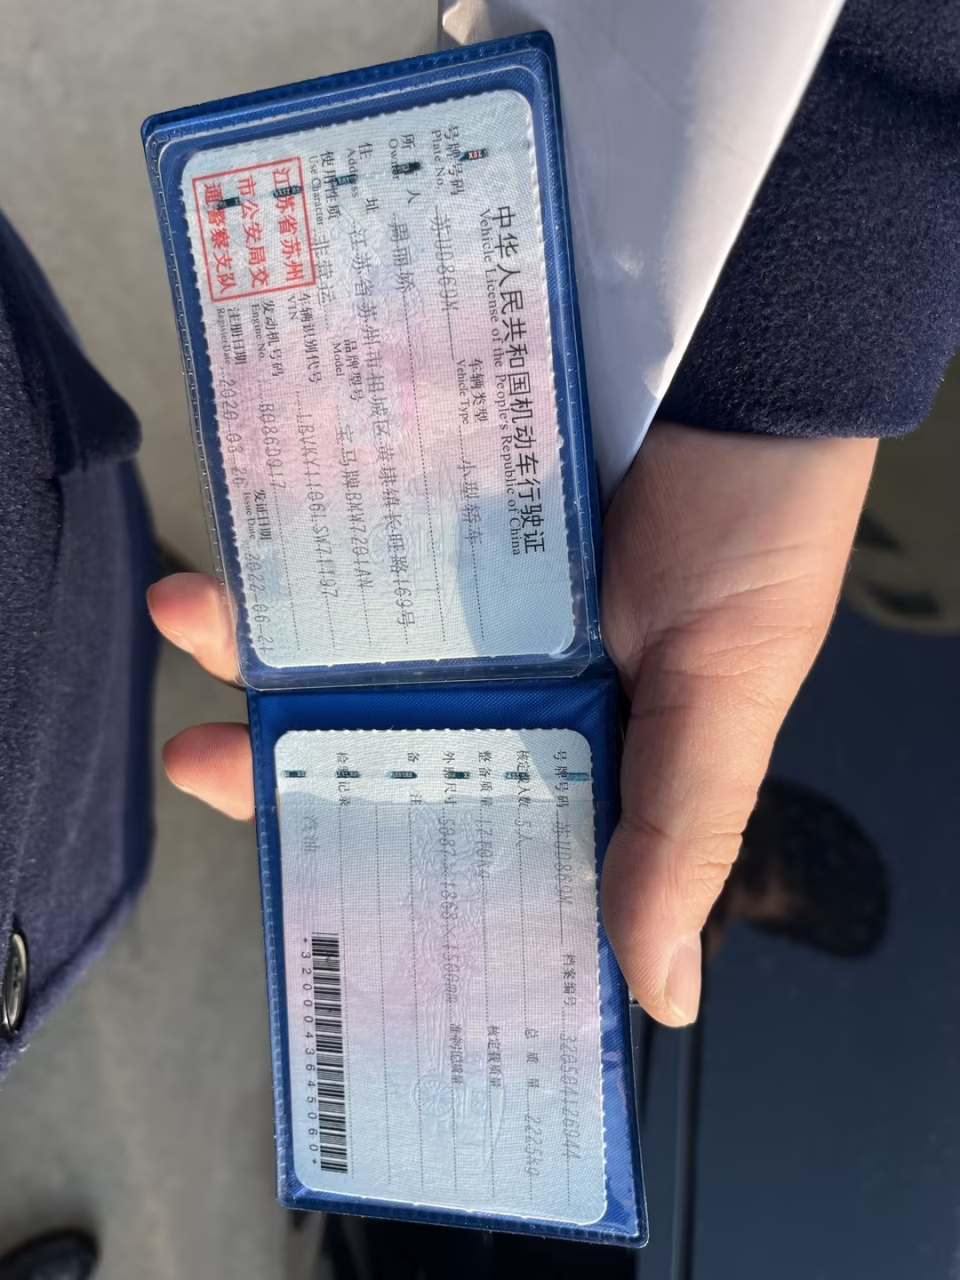 中华人民共和国机动车行驶证
Vehicle License of the People's Republic of China
号牌号码 苏UD869M 车辆类型 小型轿车
Plate No. Vehicle Type
所有人 丽娇
Owner
住址 江苏省苏州市相城区黄埭镇长旺路169号
Address
使用性质 非营运 品牌型号 宝马牌BMW7201AN
Use Character Model
江苏省苏州
市公安局交
通警察支队
车辆识别代号
VIN
发动机号码
Engine No.
注册日期 2020-03-26 发证日期 2022-06-21
Register Date Issue Date
号牌号码 苏UD869M 档案编号
核定载人数 5人 总质量 2225kg
整备质量 核定载质量
外廓尺寸 5087×1868×1500mm 准牵引总质量
备注
检验记录 汽油
*3200043645060*